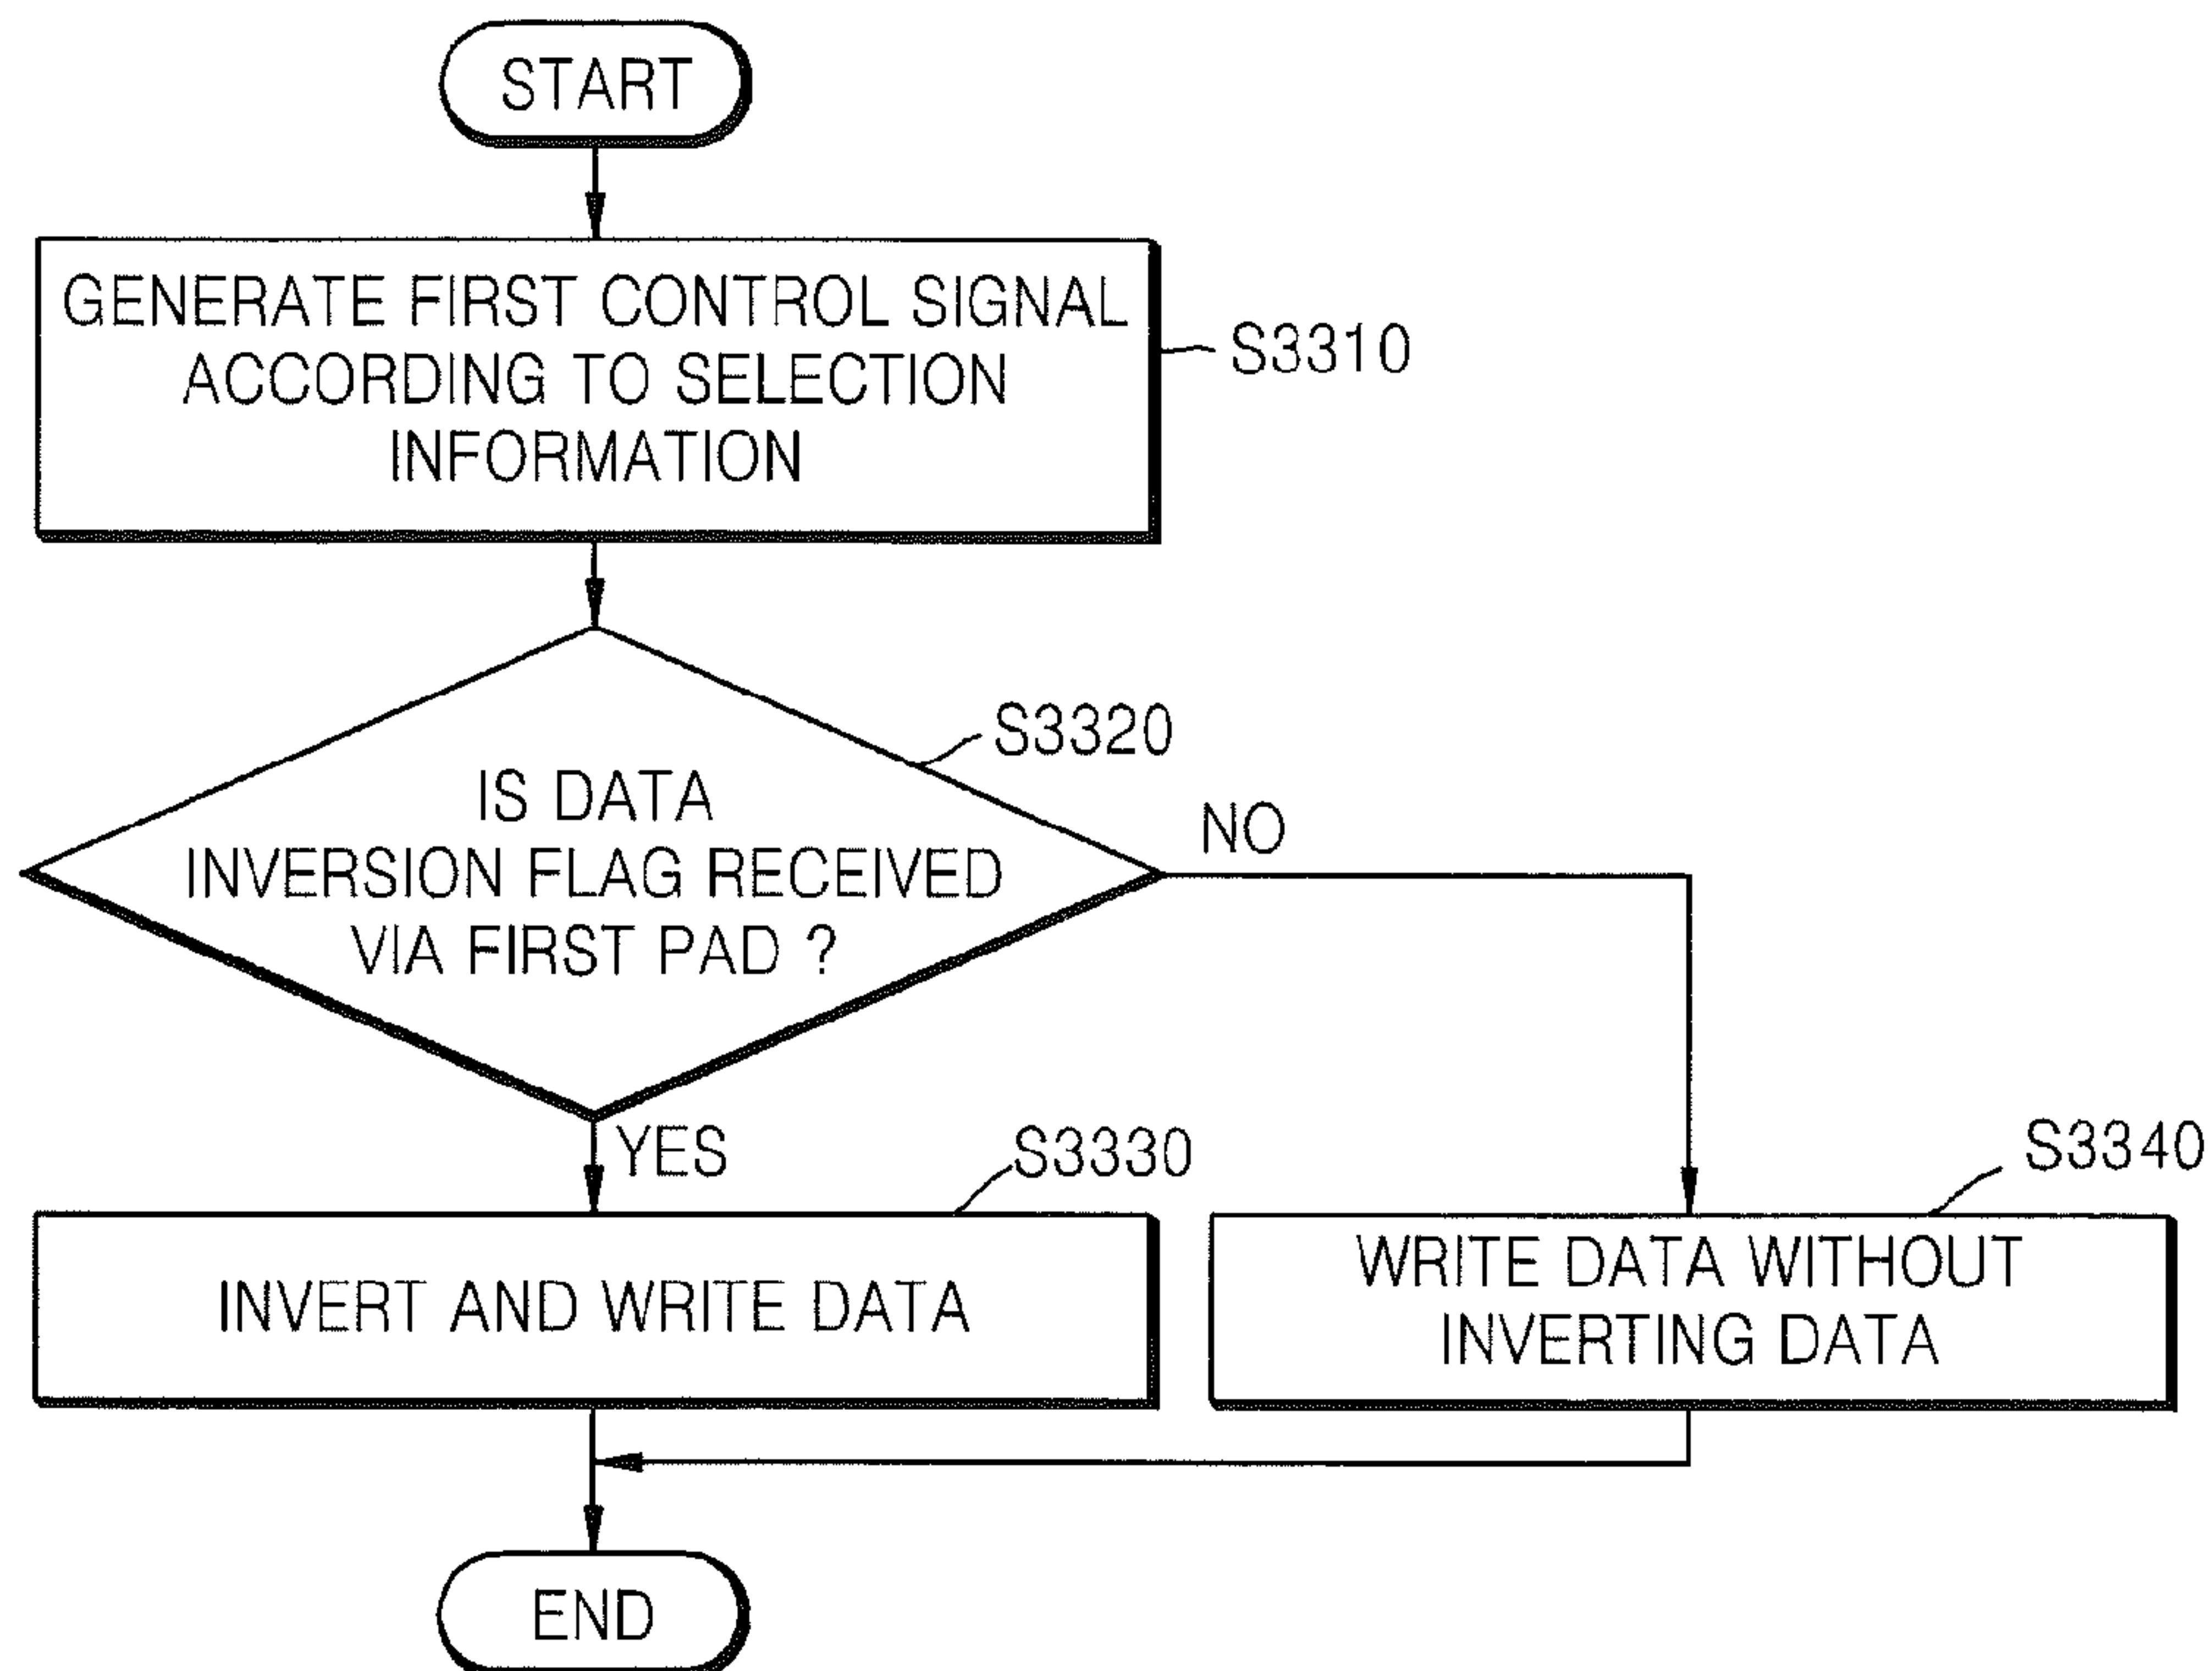 START
GENERATE FIRST CONTROL SIGNAL
ACCORDING TO SELECTION
INFORMATION
S3310
S3320
IS DATA
INVERSION FLAG RECEIVED
VIA FIRST PAD ?
NO
YES
S3330
S3340
INVERT AND WRITE DATA
WRITE DATA WITHOUT
INVERTING DATA
END